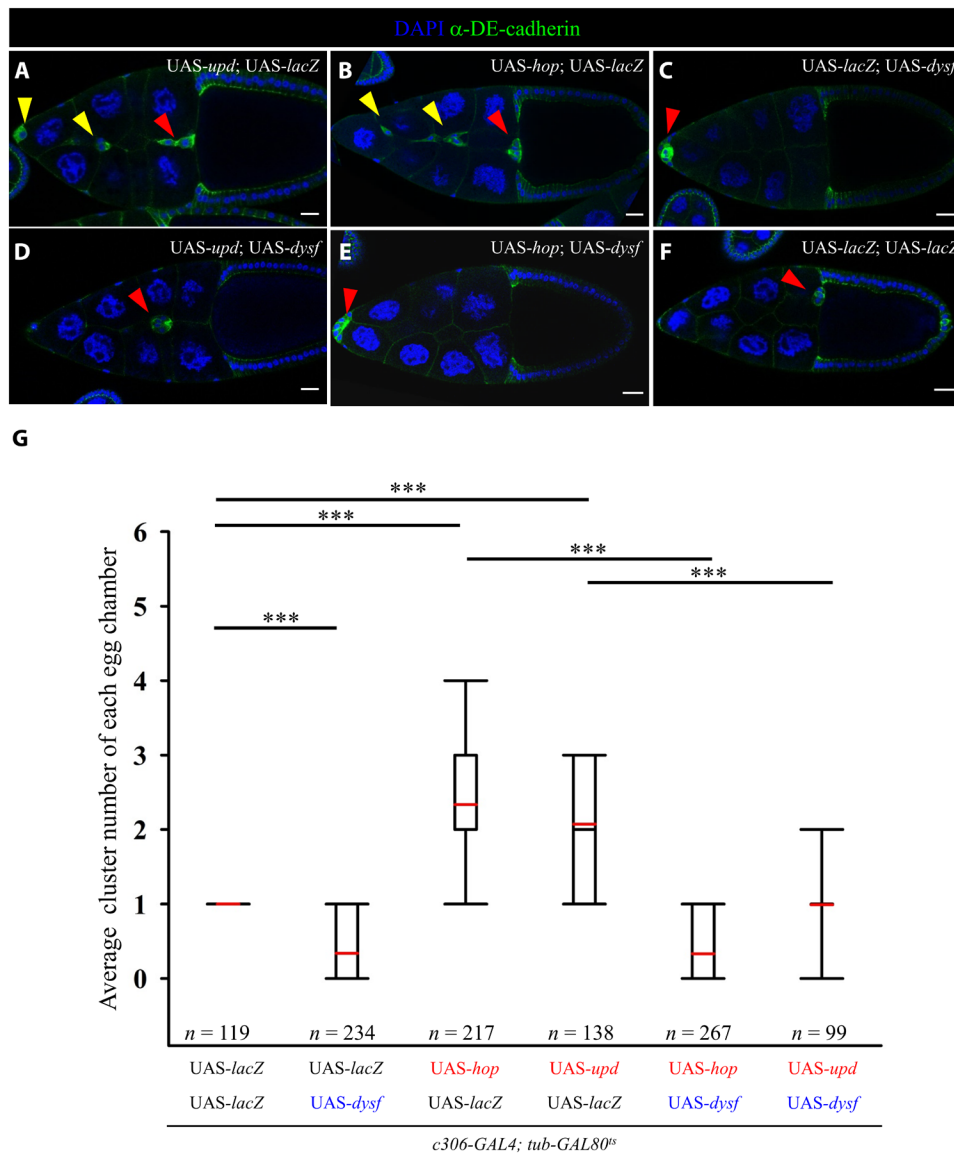 DAPI α-DE-cadherin
A UAS-upd; UAS-lacZ
B UAS-hop; UAS-lacZ
C UAS-lacZ; UAS-dysf
D UAS-upd; UAS-dysf
E UAS-hop; UAS-dysf
F UAS-lacZ; UAS-lacZ
G
***
***
***
***
***
Average cluster number of each egg chamber
6
5
4
3
2
1
0
n = 119 n = 234 n = 217 n = 138 n = 267 n = 99
UAS-lacZ UAS-lacZ UAS-hop UAS-upd UAS-hop UAS-upd
UAS-lacZ UAS-dysf UAS-lacZ UAS-lacZ UAS-dysf UAS-dysf
c306-GAL4; tub-GAL80ts